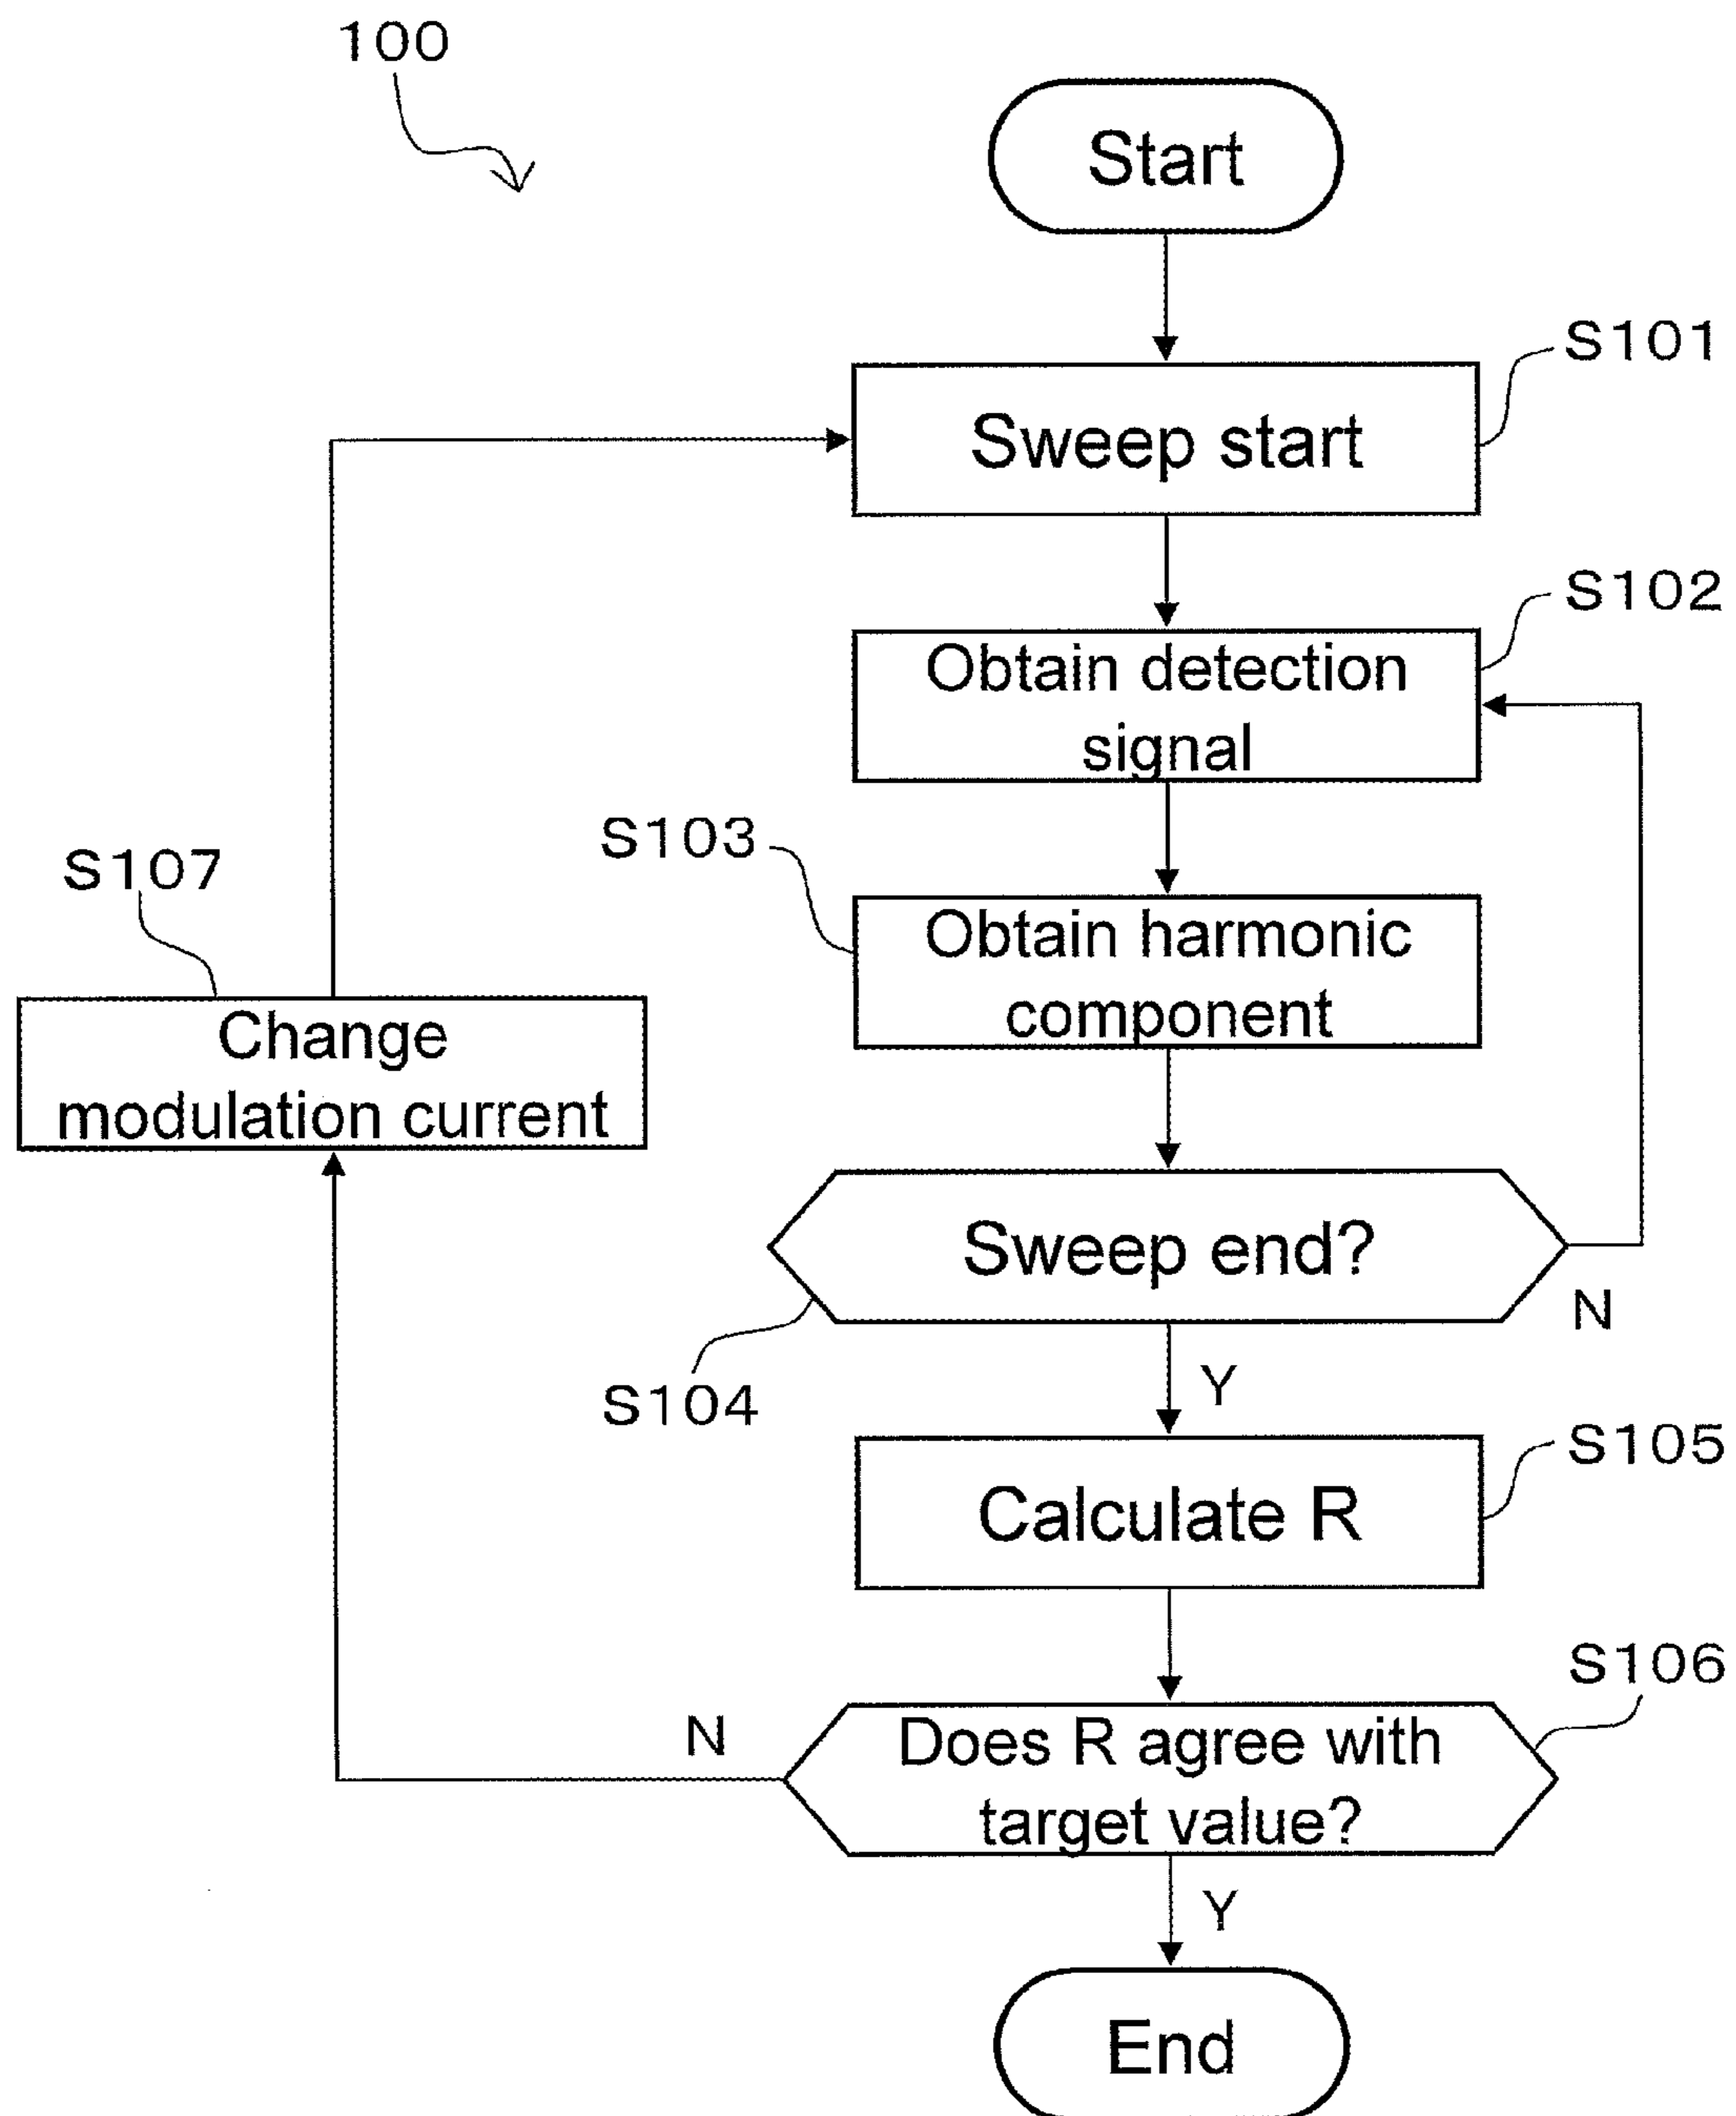 100
Start
S101
Sweep start
S102
Obtain detection
signal
S103
Obtain harmonic
component
S107
Change
modulation current
Sweep end?
N
S104
Y
S105
Calculate R
S106
N
Does R agree with
target value?
Y
End